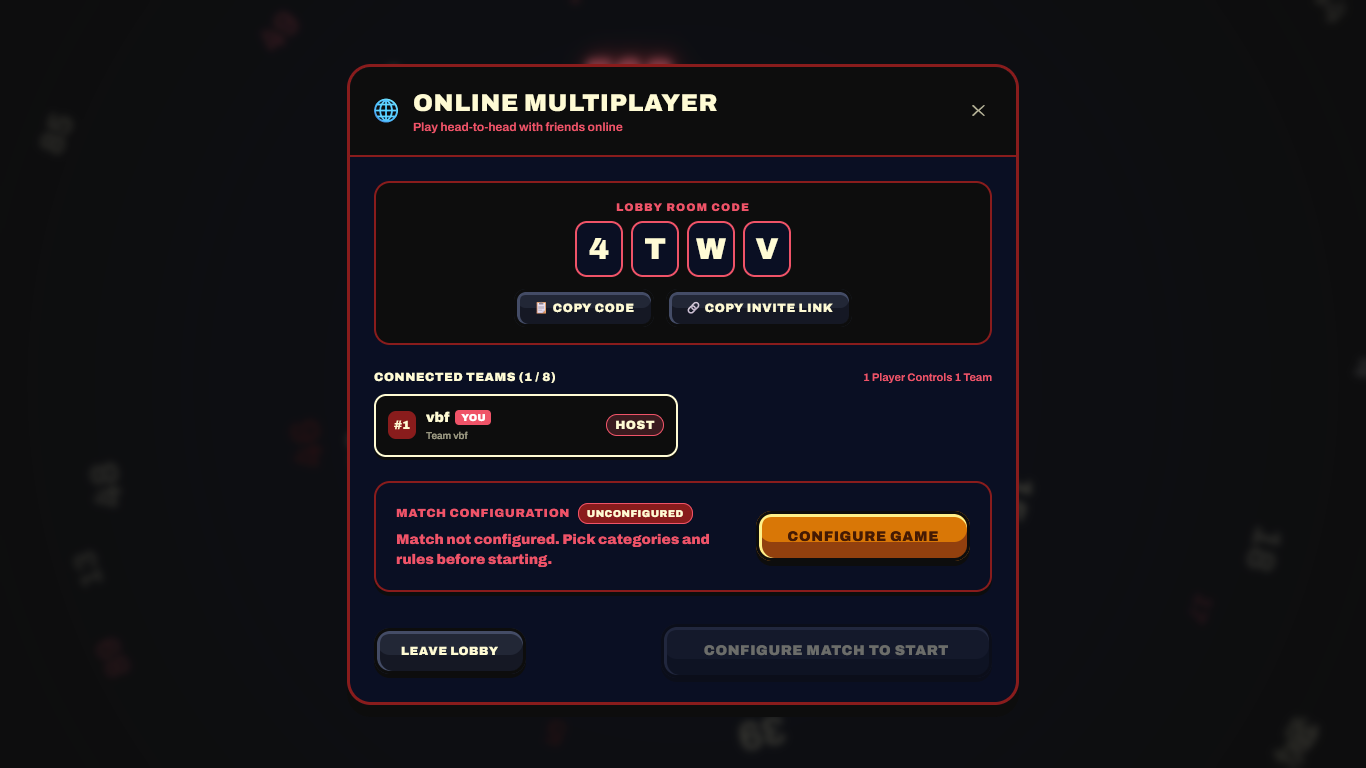 ONLINE MULTIPLAYER
Play head-to-head with friends online
LOBBY ROOM CODE
4 T W V
COPY CODE
COPY INVITE LINK
CONNECTED TEAMS (1 / 8)
1 Player Controls 1 Team
#1
vbf YOU
Team vbf
HOST
MATCH CONFIGURATION UNCONFIGURED
Match not configured. Pick categories and
rules before starting.
CONFIGURE GAME
LEAVE LOBBY
CONFIGURE MATCH TO START